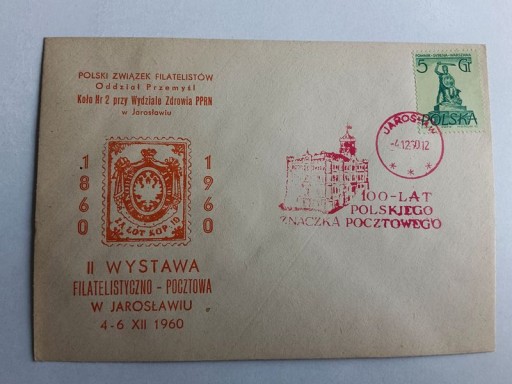 POLSKI ZWIĄZEK FILATELISTÓW
Oddział Przemyśl
Koło Nr 2 przy Wydziale Zdrowia PPRN
w Jarosławiu
1860
1960
ZA LOT KOP. 10
II WYSTAWA
FILATELISTYCZNO - POCZTOWA
W JAROSŁAWIU
4-6 XII 1960
5 Gr
POLSKA
JAROSŁAW
-4.12.60.12
100-LAT
POLSKIEGO
ZNACZKA POCZTOWEGO